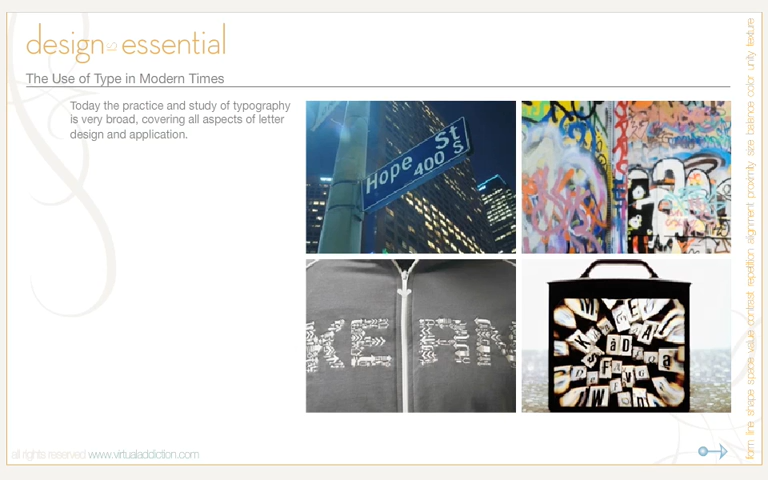 design essential
The Use of Type in Modern Times
Today the practice and study of typography
is very broad, covering all aspects of letter
design and application.
Hope St
400 S
all rights reserved www.virtualaddiction.com
form line shape space value contrast repetition alignment proximity size balance color unity texture